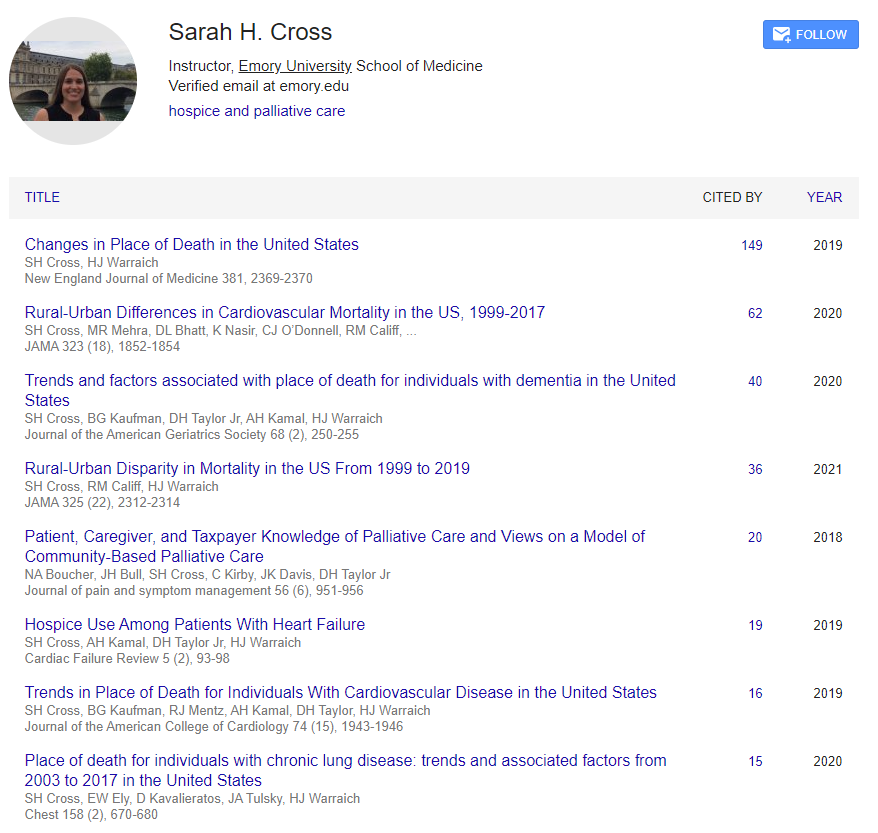 Sarah H. Cross
FOLLOW
Instructor, Emory University School of Medicine
Verified email at emory.edu
hospice and palliative care
TITLE CITED BY YEAR
Changes in Place of Death in the United States 149 2019
SH Cross, HJ Warraich
New England Journal of Medicine 381, 2369-2370
Rural-Urban Differences in Cardiovascular Mortality in the US, 1999-2017 62 2020
SH Cross, MR Mehra, DL Bhatt, K Nasir, CJ O’Donnell, RM Califf, ...
JAMA 323 (18), 1852-1854
Trends and factors associated with place of death for individuals with dementia in the United 40 2020
States
SH Cross, BG Kaufman, DH Taylor Jr, AH Kamal, HJ Warraich
Journal of the American Geriatrics Society 68 (2), 250-255
Rural-Urban Disparity in Mortality in the US From 1999 to 2019 36 2021
SH Cross, RM Califf, HJ Warraich
JAMA 325 (22), 2312-2314
Patient, Caregiver, and Taxpayer Knowledge of Palliative Care and Views on a Model of 20 2018
Community-Based Palliative Care
NA Boucher, JH Bull, SH Cross, C Kirby, JK Davis, DH Taylor Jr
Journal of pain and symptom management 56 (6), 951-956
Hospice Use Among Patients With Heart Failure 19 2019
SH Cross, AH Kamal, DH Taylor Jr, HJ Warraich
Cardiac Failure Review 5 (2), 93-98
Trends in Place of Death for Individuals With Cardiovascular Disease in the United States 16 2019
SH Cross, BG Kaufman, RJ Mentz, AH Kamal, DH Taylor, HJ Warraich
Journal of the American College of Cardiology 74 (15), 1943-1946
Place of death for individuals with chronic lung disease: trends and associated factors from 15 2020
2003 to 2017 in the United States
SH Cross, EW Ely, D Kavalieratos, JA Tulsky, HJ Warraich
Chest 158 (2), 670-680